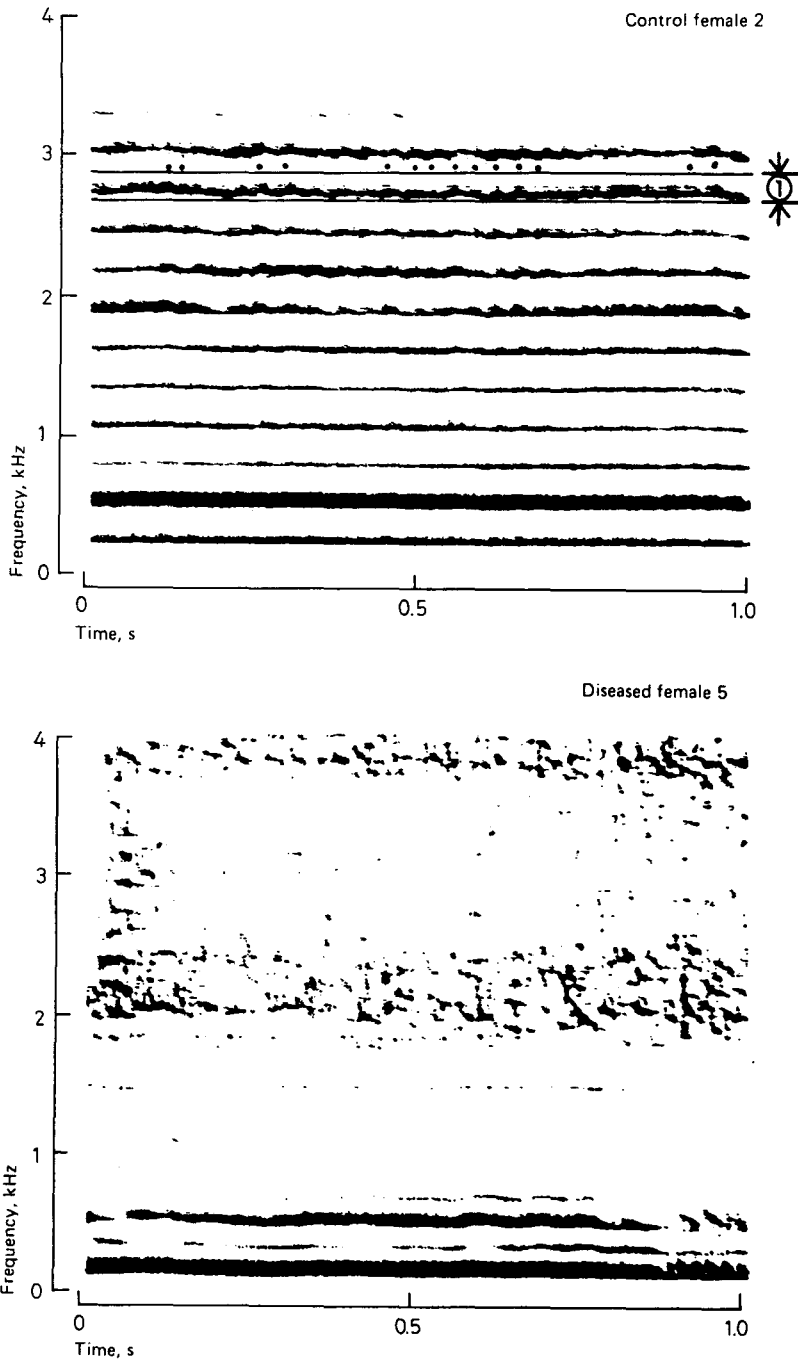 Control female 2
4
3
①
2
1
0
Frequency, kHz
0 0.5 1.0
Time, s
Diseased female 5
4
3
2
1
0
Frequency, kHz
0 0.5 1.0
Time, s